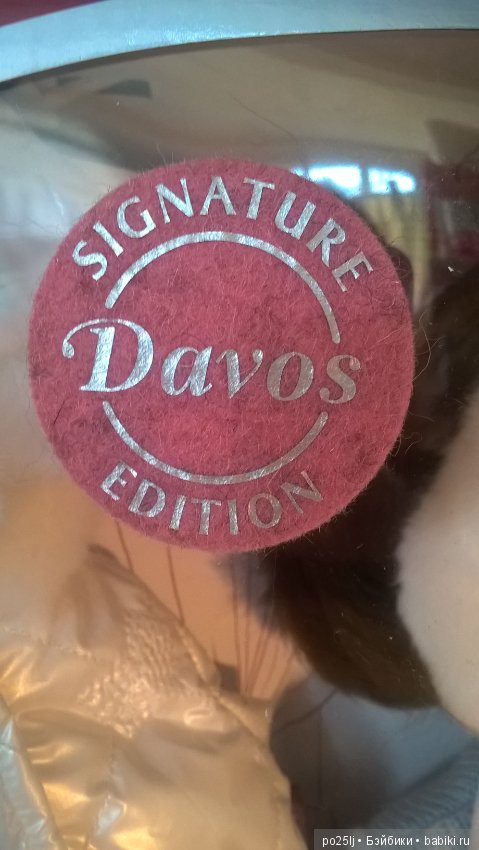 SIGNATURE
Davos
EDITION
po25lj • Бэйбики • babiki.ru